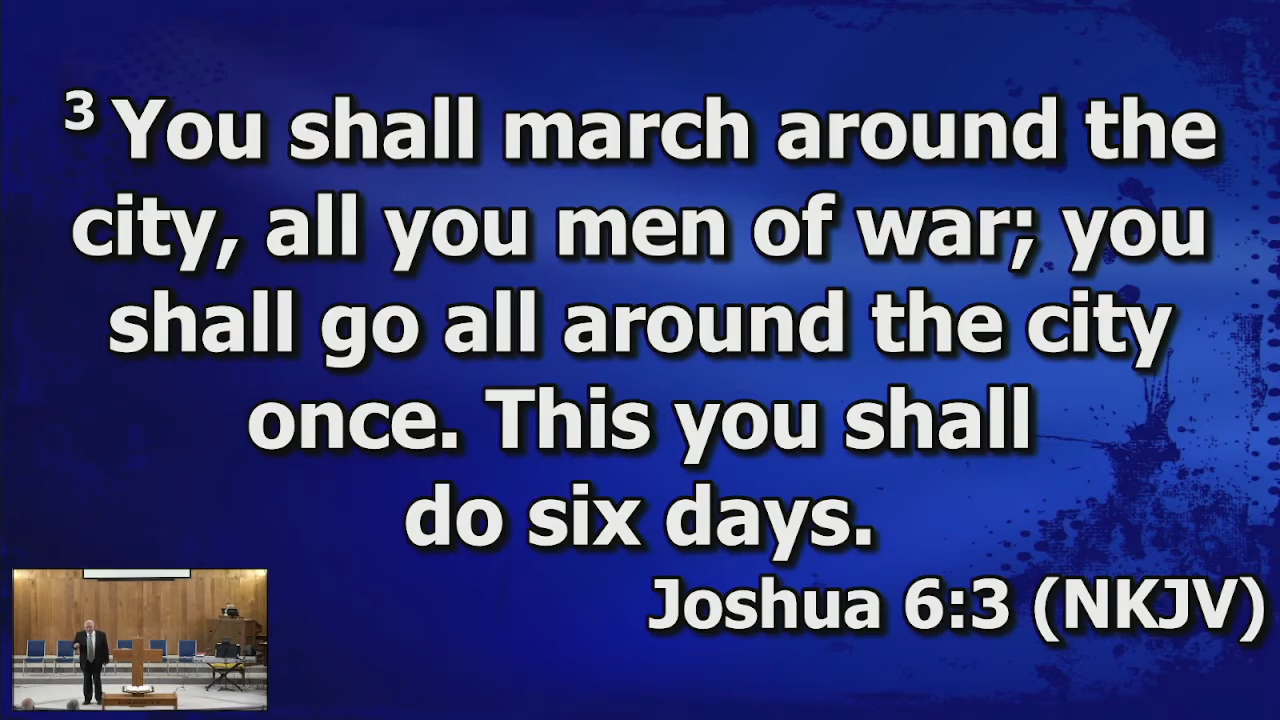 3 You shall march around the
city, all you men of war; you
shall go all around the city
once. This you shall
do six days.
Joshua 6:3 (NKJV)